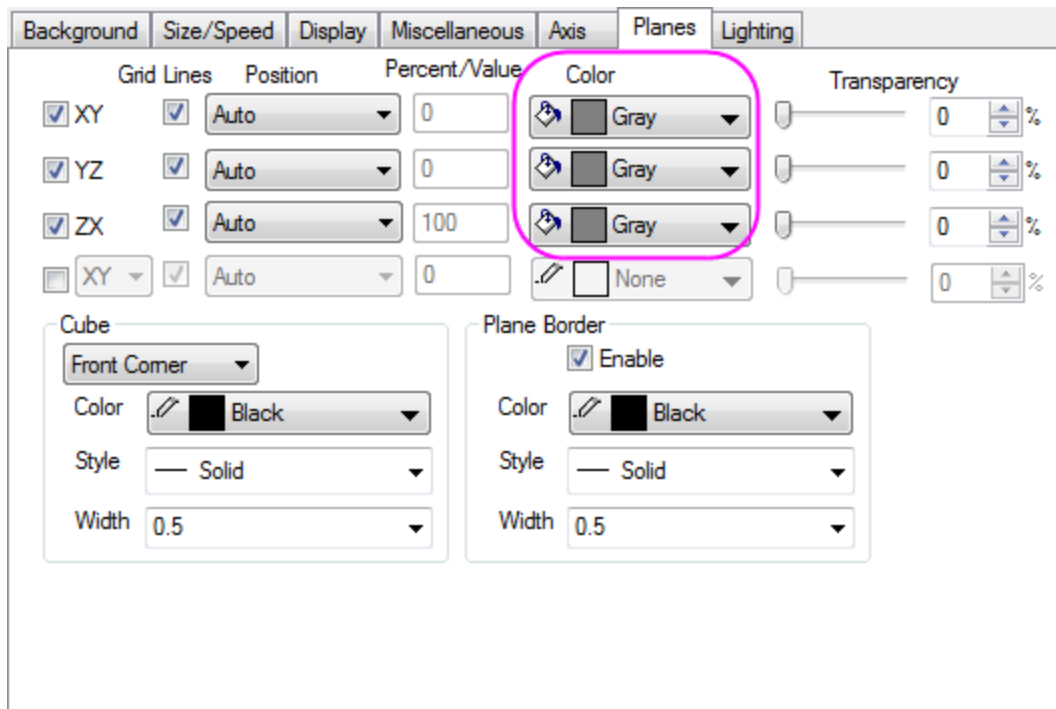 Background Size/Speed Display Miscellaneous Axis Planes Lighting
Grid Lines Position Percent/Value Color Transparency
XY Auto 0 Gray 0 %
YZ Auto 0 Gray 0 %
ZX Auto 100 Gray 0 %
XY Auto 0 None 0 %
Cube Plane Border
Front Corner Enable
Color Black Color Black
Style Solid Style Solid
Width 0.5 Width 0.5